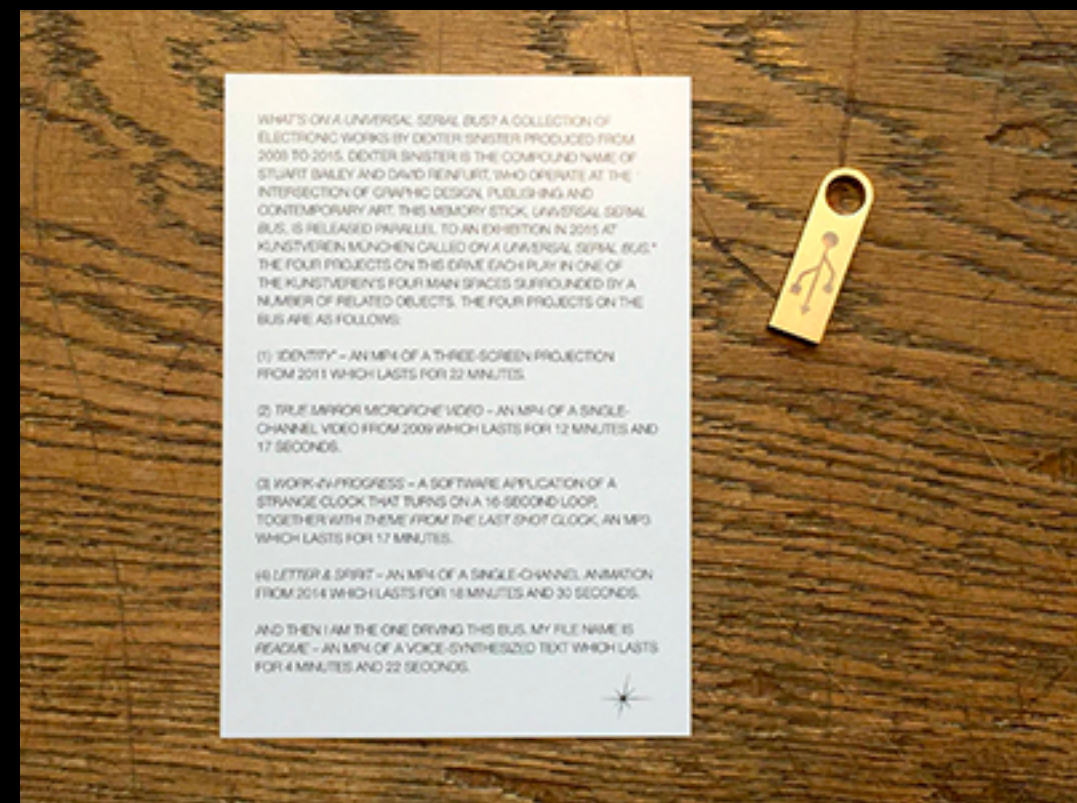 WHAT'S ON A UNIVERSAL SERIAL BUS? A COLLECTION OF
ELECTRONIC WORKS BY DEXTER SINISTER PRODUCED FROM
2008 TO 2015. DEXTER SINISTER IS THE COMPOUND NAME OF
STUART BAILEY AND DAVID REINFURT, WHO OPERATE AT THE
INTERSECTION OF GRAPHIC DESIGN, PUBLISHING AND
CONTEMPORARY ART. THIS MEMORY STICK, UNIVERSAL SERIAL
BUS, IS RELEASED PARALLEL TO AN EXHIBITION IN 2015 AT
KUNSTVEREIN MÜNCHEN CALLED ON A UNIVERSAL SERIAL BUS.*
THE FOUR PROJECTS ON THIS DRIVE EACH PLAY IN ONE OF
THE KUNSTVEREIN'S FOUR MAIN SPACES SURROUNDED BY A
NUMBER OF RELATED OBJECTS. THE FOUR PROJECTS ON THE
BUS ARE AS FOLLOWS:
(1) 'IDENTITY' – AN MP4 OF A THREE-SCREEN PROJECTION
FROM 2011 WHICH LASTS FOR 22 MINUTES.
(2) TRUE MIRROR MICROFICHE VIDEO – AN MP4 OF A SINGLE-
CHANNEL VIDEO FROM 2009 WHICH LASTS FOR 12 MINUTES AND
17 SECONDS.
(3) WORK-IN-PROGRESS – A SOFTWARE APPLICATION OF A
STRANGE CLOCK THAT TURNS ON A 16-SECOND LOOP,
TOGETHER WITH THEME FROM THE LAST SHOT CLOCK, AN MP3
WHICH LASTS FOR 17 MINUTES.
(4) LETTER & SPIRIT – AN MP4 OF A SINGLE-CHANNEL ANIMATION
FROM 2014 WHICH LASTS FOR 18 MINUTES AND 30 SECONDS.
AND THEN I AM THE ONE DRIVING THIS BUS. MY FILE NAME IS
README – AN MP4 OF A VOICE-SYNTHESIZED TEXT WHICH LASTS
FOR 4 MINUTES AND 22 SECONDS.